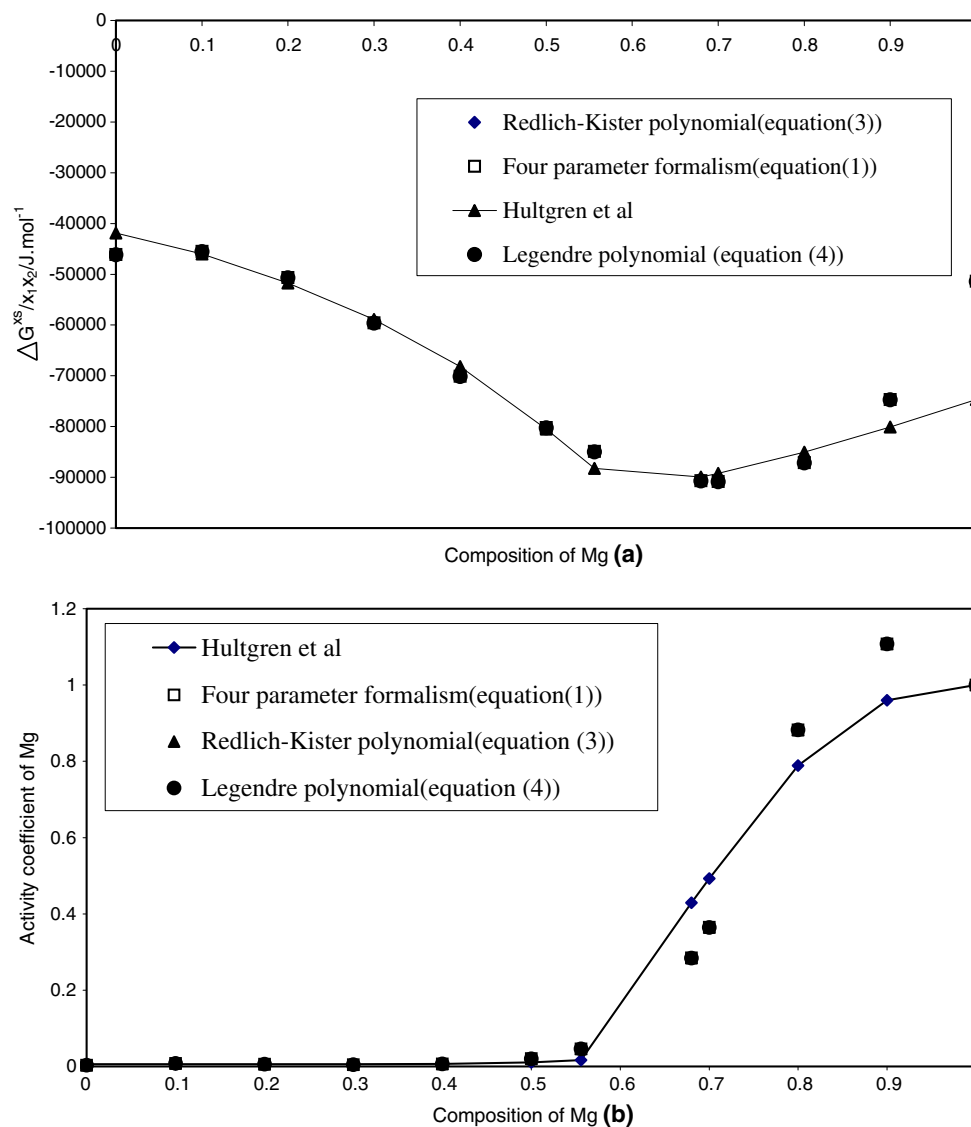 0
0 0.1 0.2 0.3 0.4 0.5 0.6 0.7 0.8 0.9
-10000
-20000
-30000
-40000
-50000
-60000
-70000
-80000
-90000
-100000
△G^xs/x₁x₂/J.mol⁻¹
Redlich-Kister polynomial(equation(3))
Four parameter formalism(equation(1))
Hultgren et al
Legendre polynomial (equation (4))
Composition of Mg (a)
1.2
1
0.8
0.6
0.4
0.2
0
Activity coefficient of Mg
Hultgren et al
Four parameter formalism(equation(1))
Redlich-Kister polynomial(equation (3))
Legendre polynomial(equation (4))
0 0.1 0.2 0.3 0.4 0.5 0.6 0.7 0.8 0.9
Composition of Mg (b)